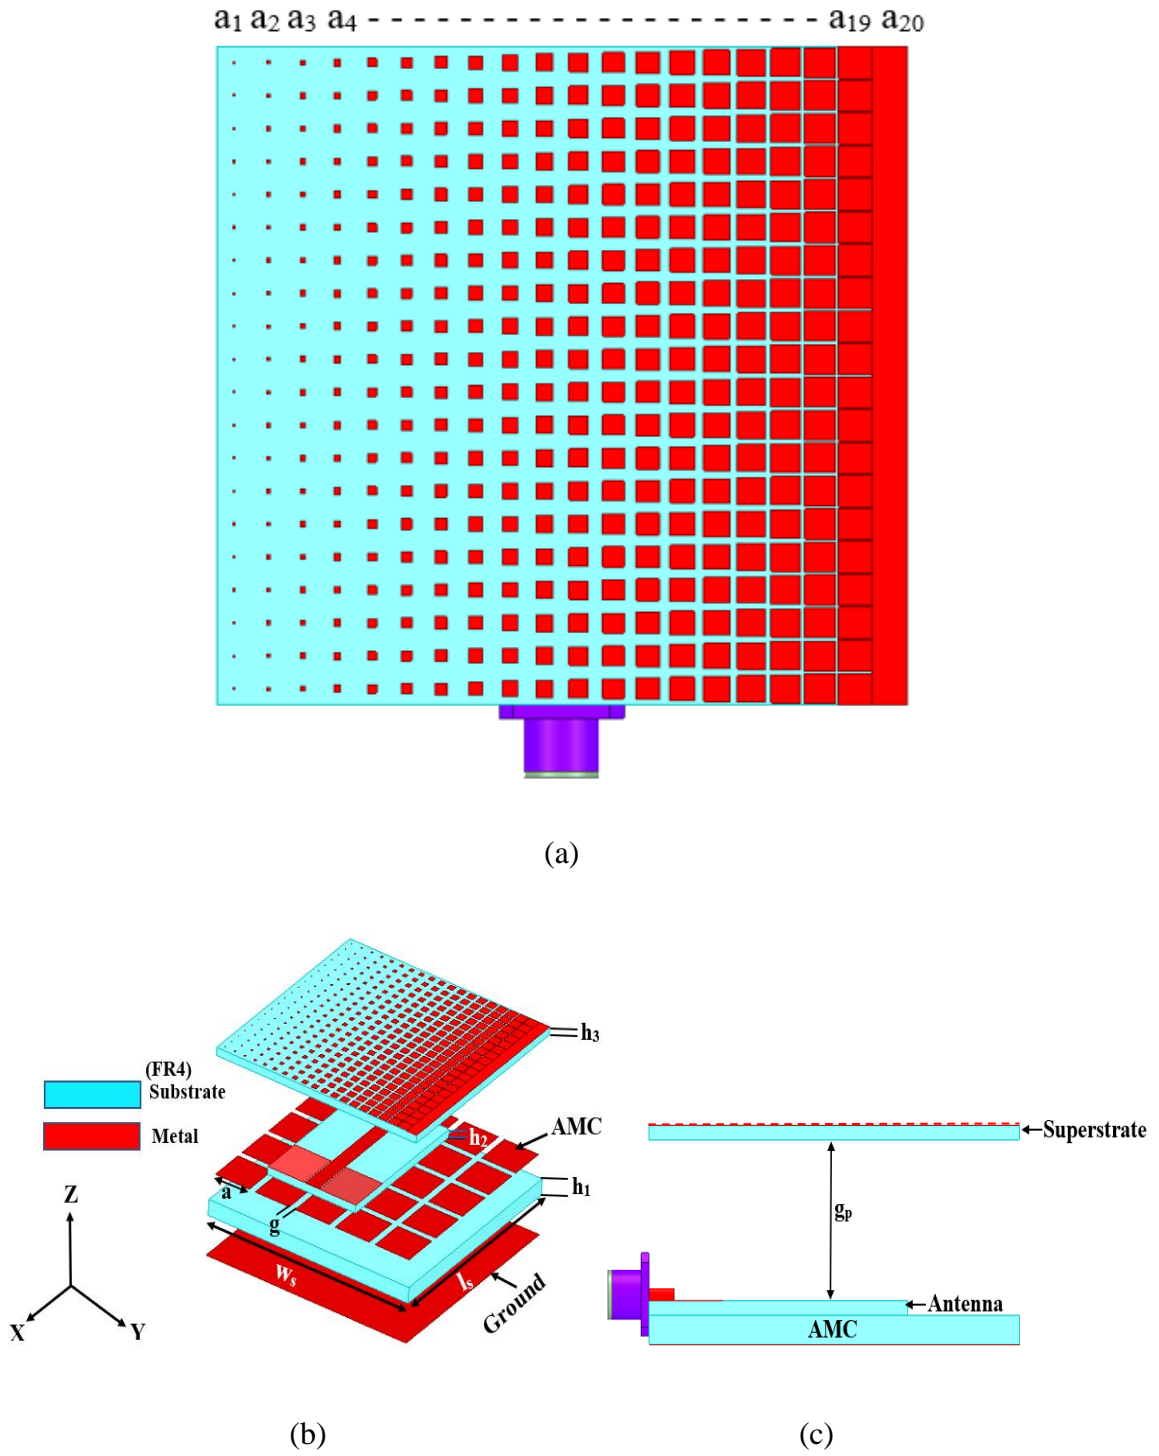 a₁ a₂ a₃ a₄ - - - - - - - - - - - - - - - - - - - - - - - - a₁₉ a₂₀
(a)
h₃
(FR4)
Substrate
Metal
AMC
h₂
a
h₁
g
wₛ
lₛ
Ground
Z
X
Y
Superstrate
gₚ
Antenna
AMC
(b)
(c)